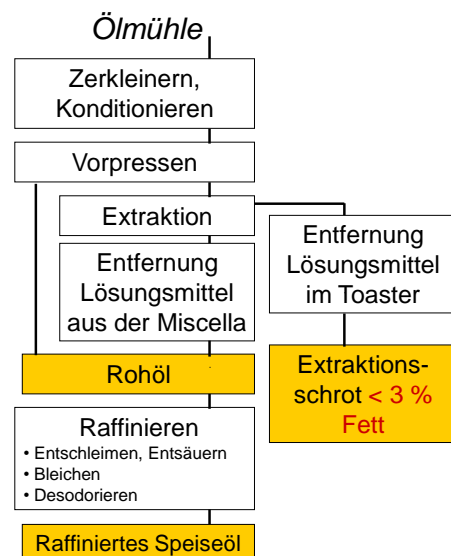 Ölmühle
Zerkleinern,
Konditionieren
Vorpressen
Extraktion
Entfernung
Lösungsmittel
aus der Miscella
Entfernung
Lösungsmittel
im Toaster
Rohöl
Extraktions-
schrot < 3 %
Fett
Raffinieren
• Entschleimen, Entsäuern
• Bleichen
• Desodorieren
Raffiniertes Speiseöl